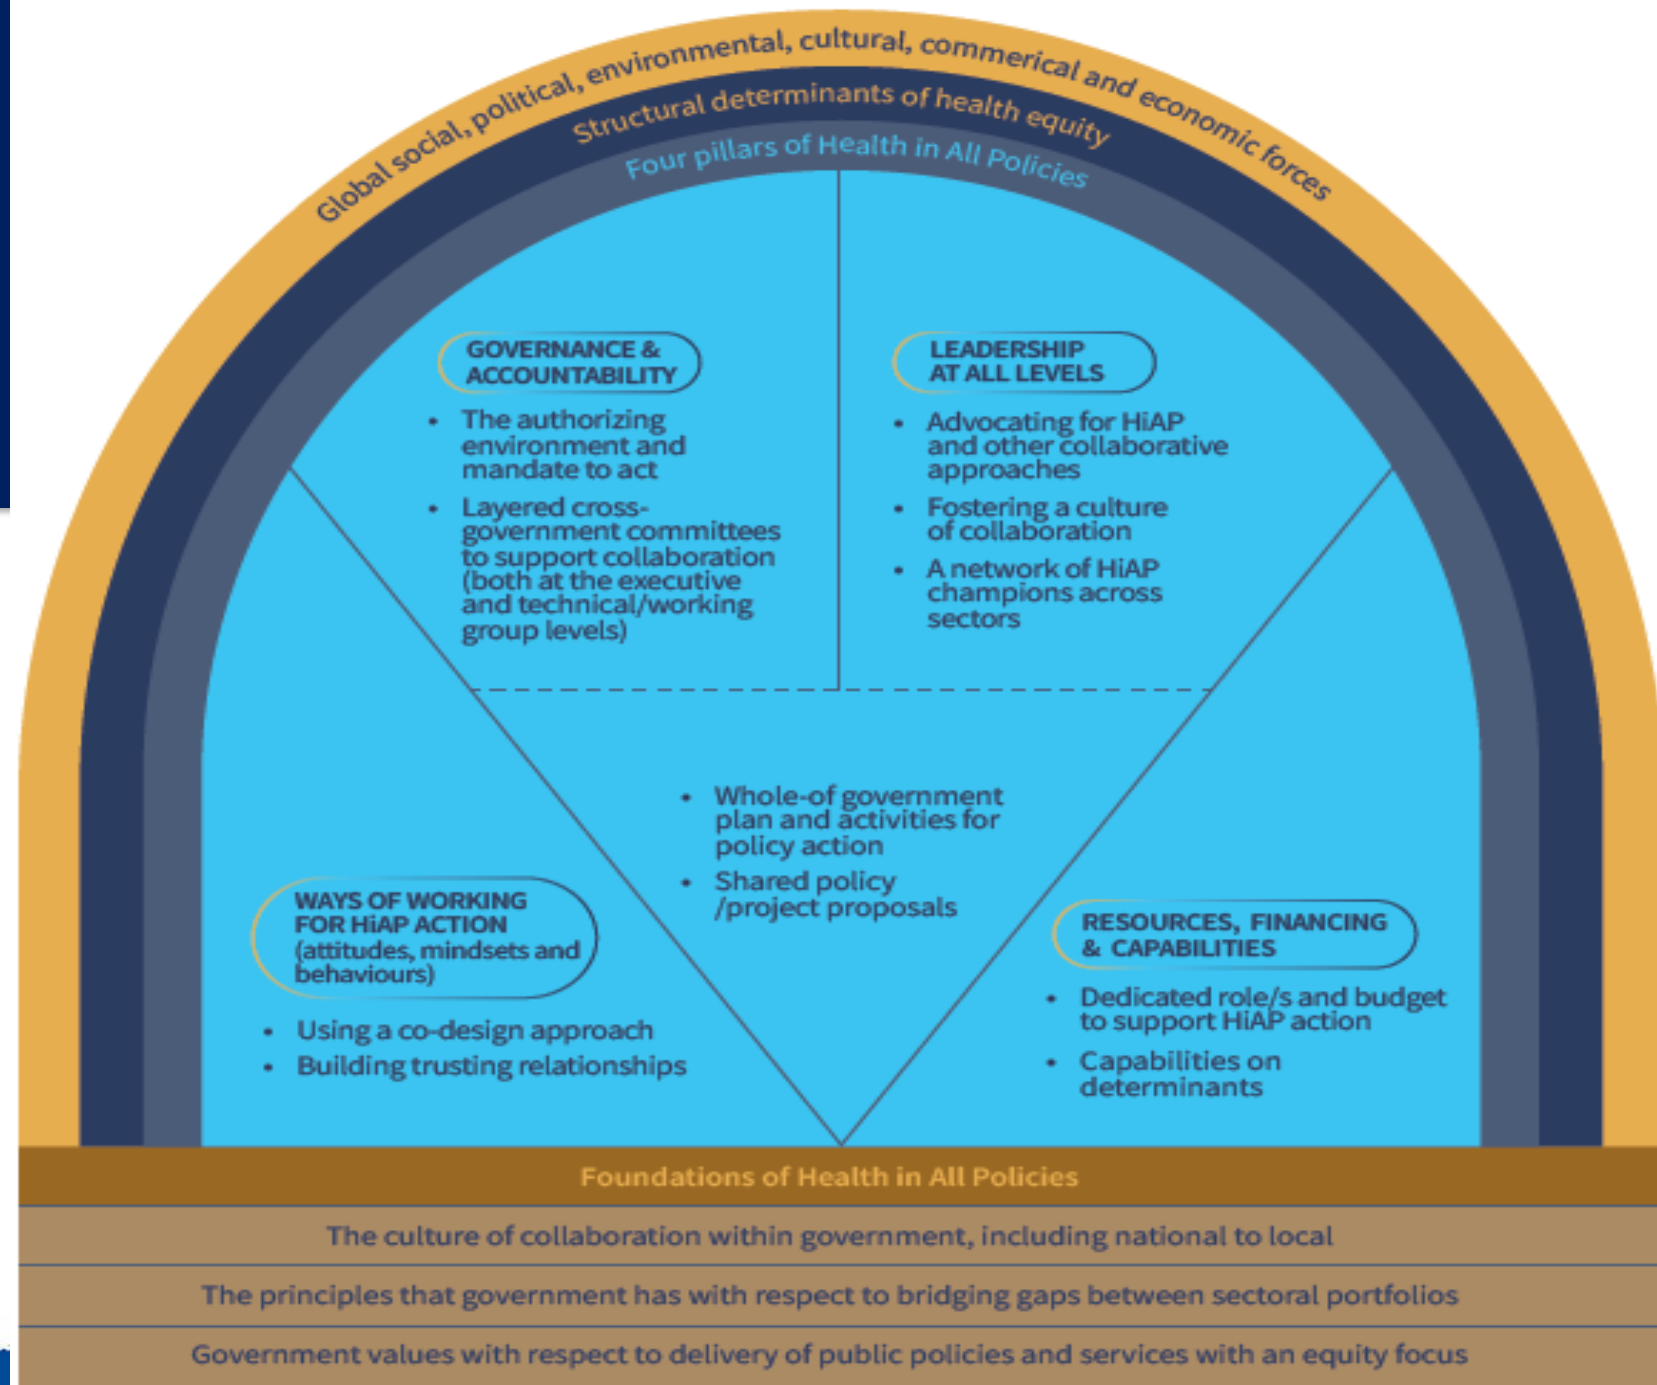 Global social, political, environmental, cultural, commerical and economic forces
Structural determinants of health equity
Four pillars of Health in All Policies
GOVERNANCE &
ACCOUNTABILITY
• The authorizing
environment and
mandate to act
• Layered cross-
government committees
to support collaboration
(both at the executive
and technical/working
group levels)
LEADERSHIP
AT ALL LEVELS
• Advocating for HiAP
and other collaborative
approaches
• Fostering a culture
of collaboration
• A network of HiAP
champions across
sectors
• Whole-of government
plan and activities for
policy action
• Shared policy
/project proposals
WAYS OF WORKING
FOR HiAP ACTION
(attitudes, mindsets and
behaviours)
• Using a co-design approach
• Building trusting relationships
RESOURCES, FINANCING
& CAPABILITIES
• Dedicated role/s and budget
to support HiAP action
• Capabilities on
determinants
Foundations of Health in All Policies
The culture of collaboration within government, including national to local
The principles that government has with respect to bridging gaps between sectoral portfolios
Government values with respect to delivery of public policies and services with an equity focus